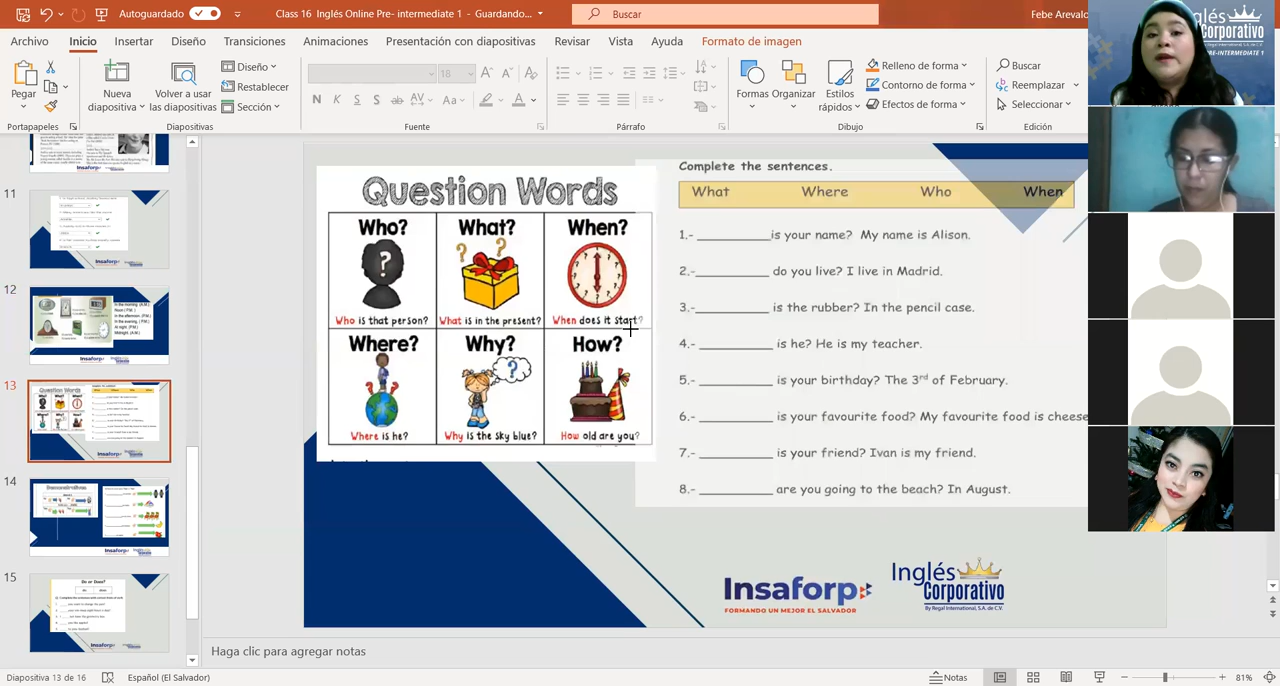 Autoguardado
Class 16 Inglés Online Pre- intermediate 1 - Guardando...
Buscar
Febe Arevalo
Archivo Inicio Insertar Diseño Transiciones Animaciones Presentación con diapositivas Revisar Vista Ayuda Formato de imagen
Pegar
Nueva diapositiva
Volver a usar las diapositivas
Diseño
Restablecer
Sección
18
N K S S ab AV Aa A
Formas
Organizar
Estilos rápidos
Relleno de forma
Contorno de forma
Efectos de forma
Buscar
Reemplazar
Seleccionar
Portapapeles Diapositivas Fuente Párrafo Dibujo Edición
Inglés
Corporativo
PRE-INTERMEDIATE 1
11
12
13
14
15
Question Words
Who? What? When?
Who is that person? What is in the present? When does it start?
Where? Why? How?
Where is he? Why is the sky blue? How old are you?
Complete the sentences.
What Where Who When
1.- __________ is your name? My name is Alison.
2.-__________ do you live? I live in Madrid.
3.- __________ is the rubber? In the pencil case.
4.- __________ is he? He is my teacher.
5.- __________ is your birthday? The 3rd of February.
6.- __________ is your favourite food? My favourite food is cheese
7.- __________ is your friend? Ivan is my friend.
8.- __________ are you going to the beach? In August.
Insaforp
FORMANDO UN MEJOR EL SALVADOR
Inglés
Corporativo
By Regal International, S.A. de C.V.
Haga clic para agregar notas
Diapositiva 13 de 16 Español (El Salvador) Notas 81%